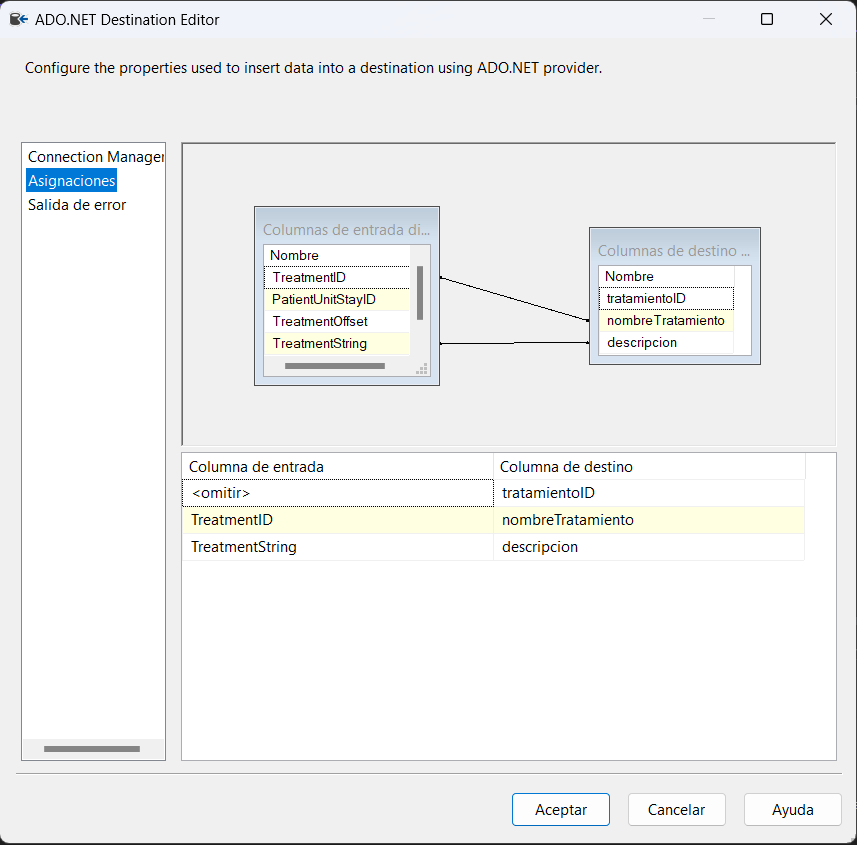 ADO.NET Destination Editor
Configure the properties used to insert data into a destination using ADO.NET provider.
Connection Manager
Asignaciones
Salida de error
Columnas de entrada di...
Nombre
TreatmentID
PatientUnitStayID
TreatmentOffset
TreatmentString
Columnas de destino ...
Nombre
tratamientoID
nombreTratamiento
descripcion
Columna de entrada Columna de destino
<omitir> tratamientoID
TreatmentID nombreTratamiento
TreatmentString descripcion
Aceptar Cancelar Ayuda